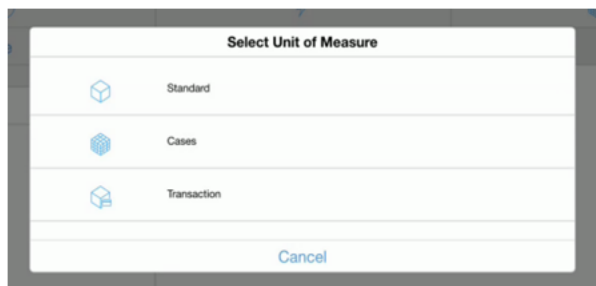 Select Unit of Measure
Standard
Cases
Transaction
Cancel